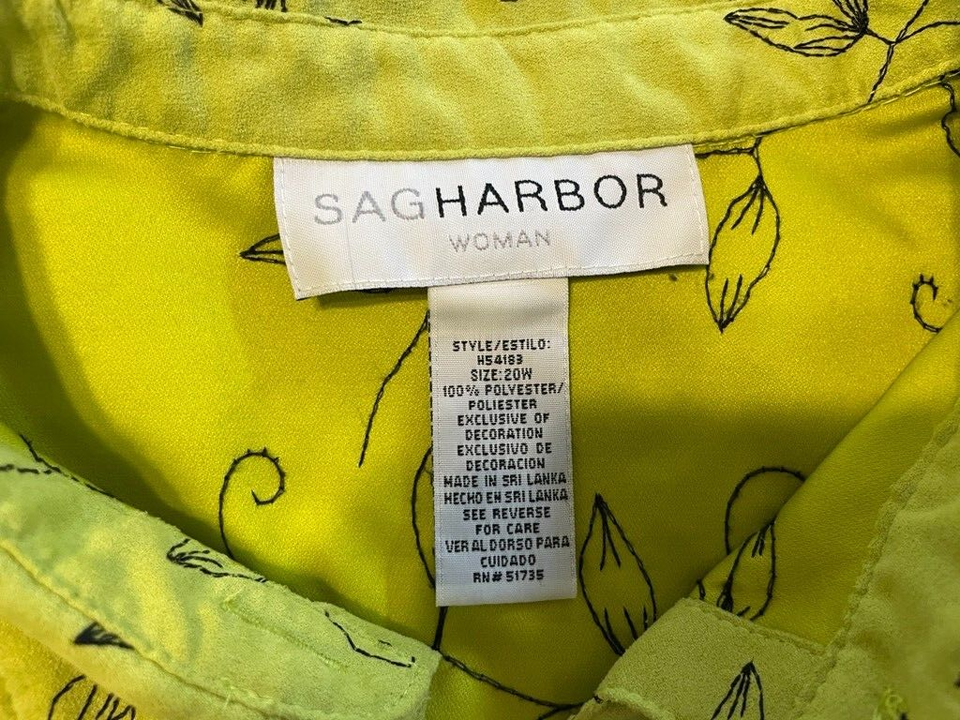 SAGHARBOR
WOMAN
STYLE/ESTILO:
H54183
SIZE:20W
100% POLYESTER/
POLIESTER
EXCLUSIVE OF
DECORATION
EXCLUSIVO DE
DECORACION
MADE IN SRI LANKA
HECHO EN SRI LANKA
SEE REVERSE
FOR CARE
VER AL DORSO PARA
CUIDADO
RN# 51735